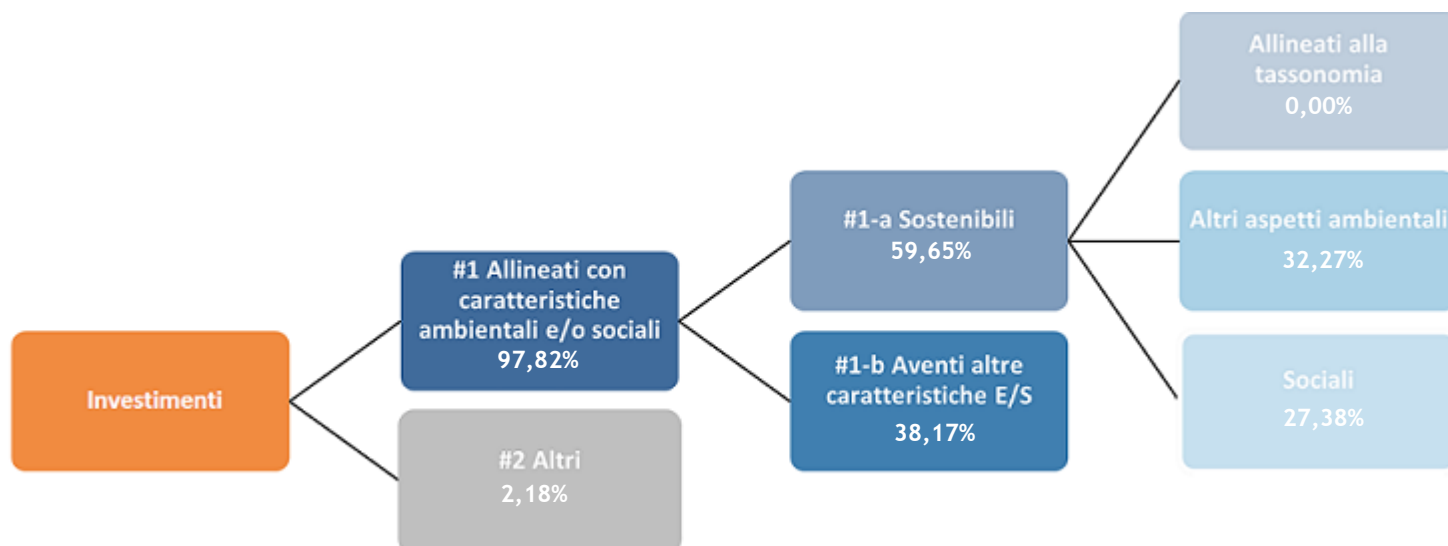 Investimenti
#1 Allineati con
caratteristiche
ambientali e/o sociali
97,82%
#2 Altri
2,18%
#1-a Sostenibili
59,65%
#1-b Aventi altre
caratteristiche E/S
38,17%
Allineati alla
tassonomia
0,00%
Altri aspetti ambientali
32,27%
Sociali
27,38%